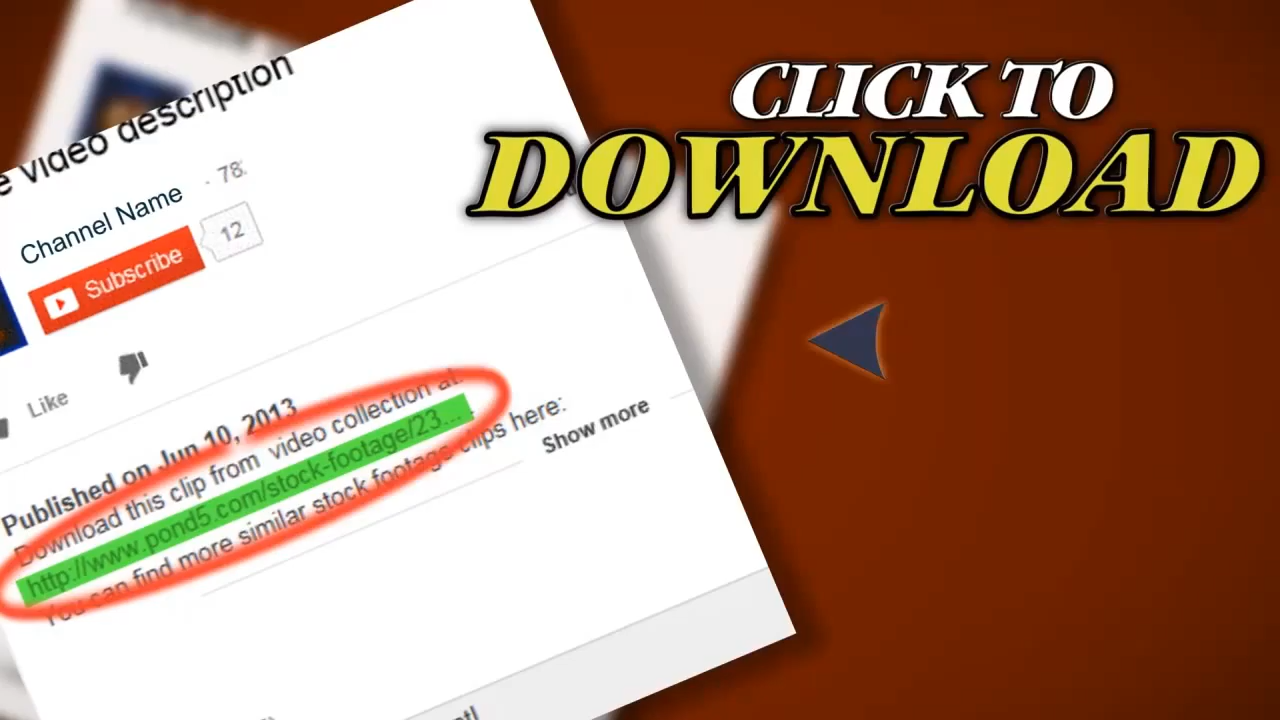 CLICK TO
DOWNLOAD
video description
Channel Name
Subscribe
12
Like
Published on Jun 10, 2013
Download this clip from video collection at:
http://www.pond5.com/stock-footage/23...
You can find more similar stock footage clips here:
Show more